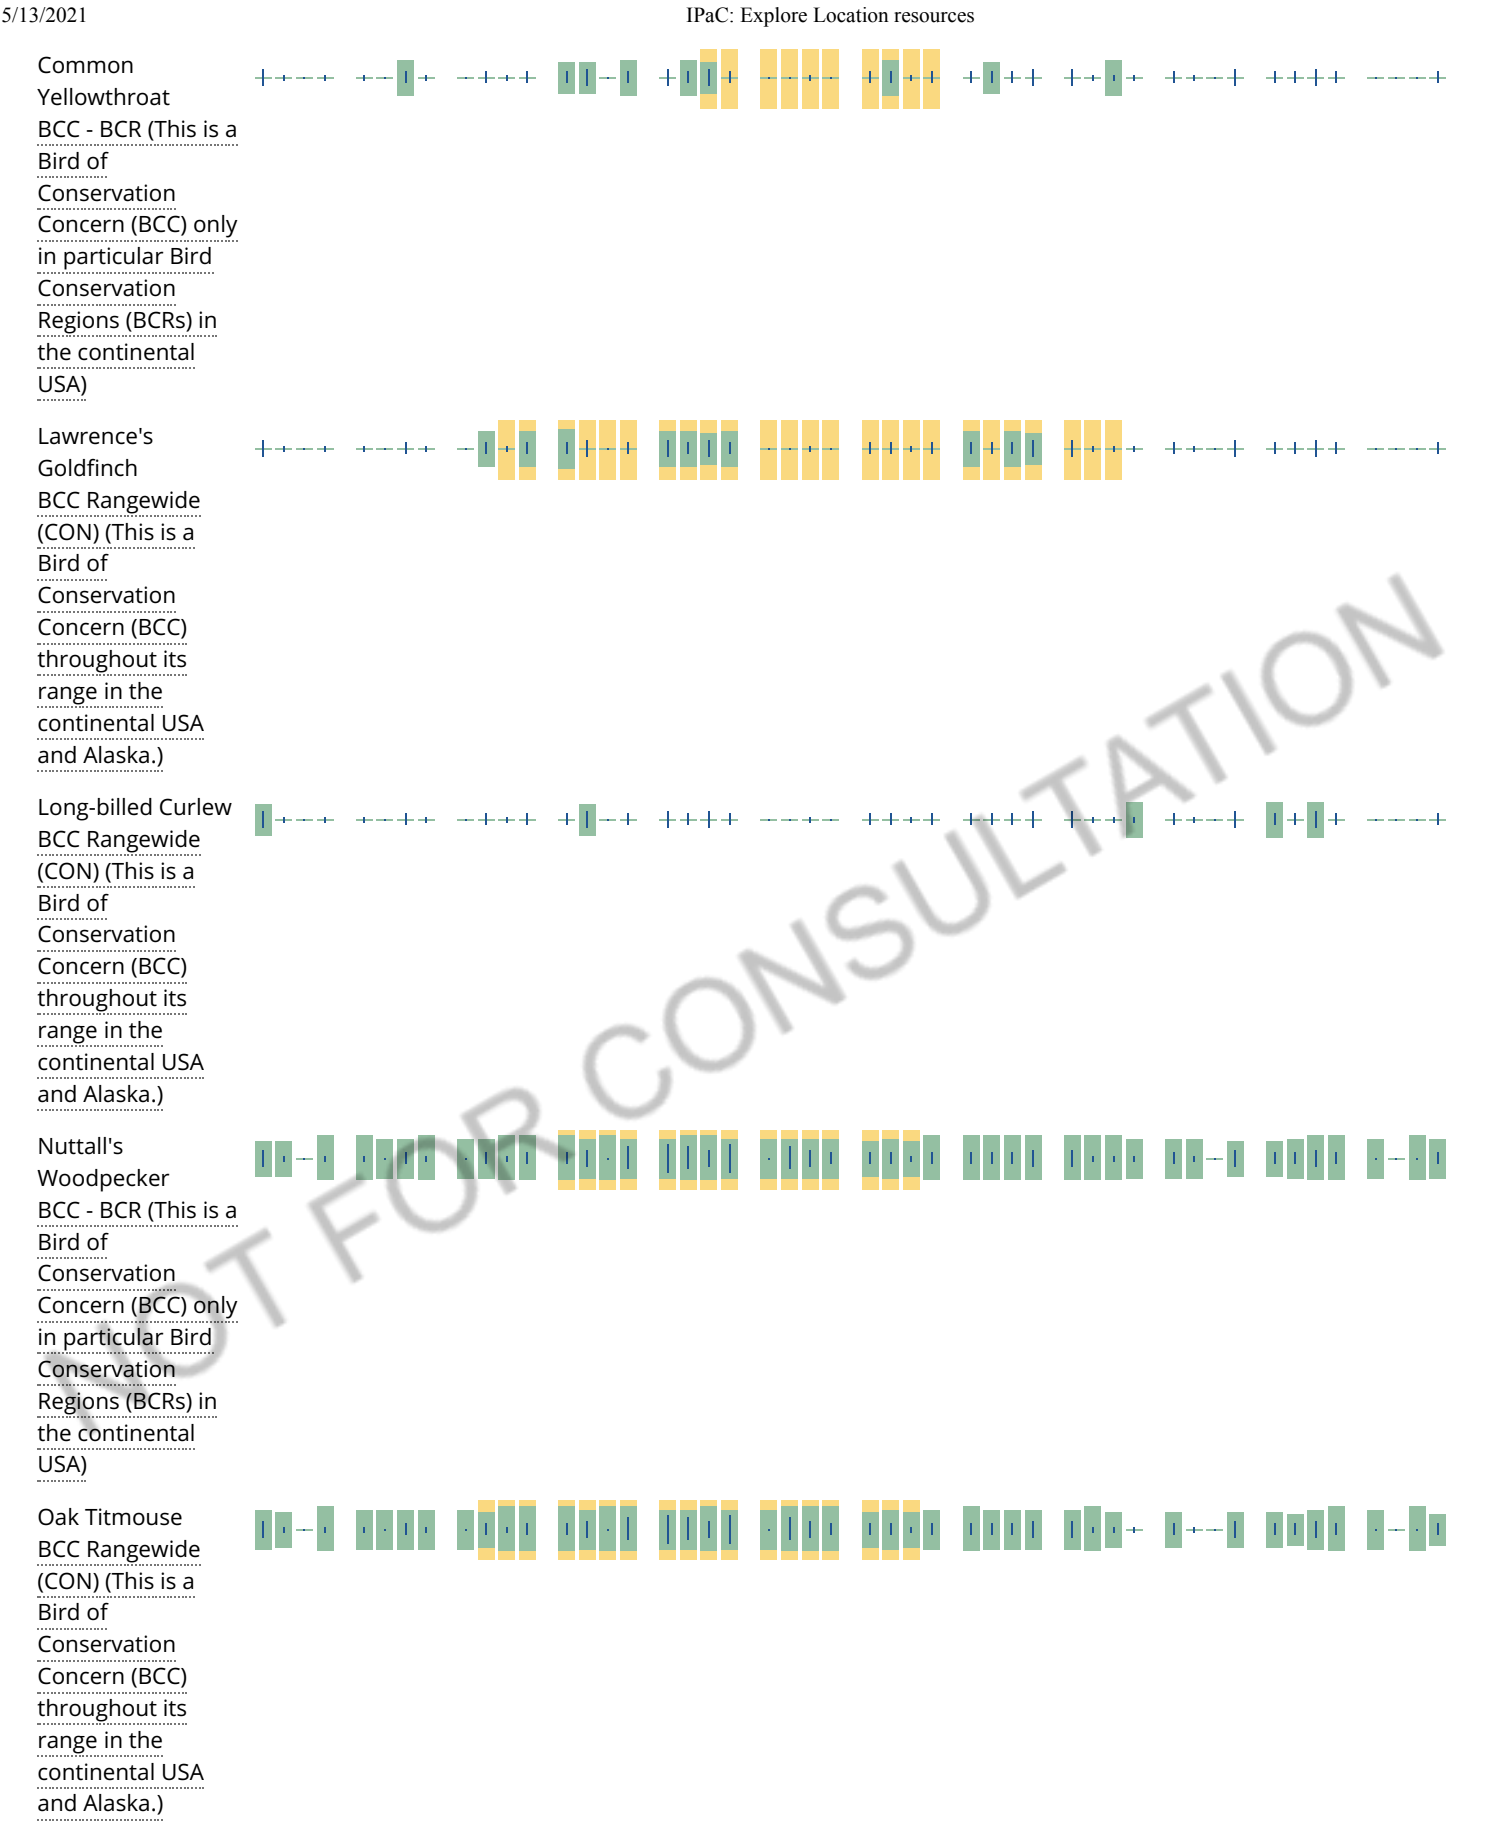 5/13/2021 IPaC: Explore Location resources
Common
Yellowthroat
BCC - BCR (This is a
Bird of
Conservation
Concern (BCC) only
in particular Bird
Conservation
Regions (BCRs) in
the continental
USA)
Lawrence's
Goldfinch
BCC Rangewide
(CON) (This is a
Bird of
Conservation
Concern (BCC)
throughout its
range in the
continental USA
and Alaska.)
Long-billed Curlew
BCC Rangewide
(CON) (This is a
Bird of
Conservation
Concern (BCC)
throughout its
range in the
continental USA
and Alaska.)
Nuttall's
Woodpecker
BCC - BCR (This is a
Bird of
Conservation
Concern (BCC) only
in particular Bird
Conservation
Regions (BCRs) in
the continental
USA)
Oak Titmouse
BCC Rangewide
(CON) (This is a
Bird of
Conservation
Concern (BCC)
throughout its
range in the
continental USA
and Alaska.)
NOT FOR CONSULTATION